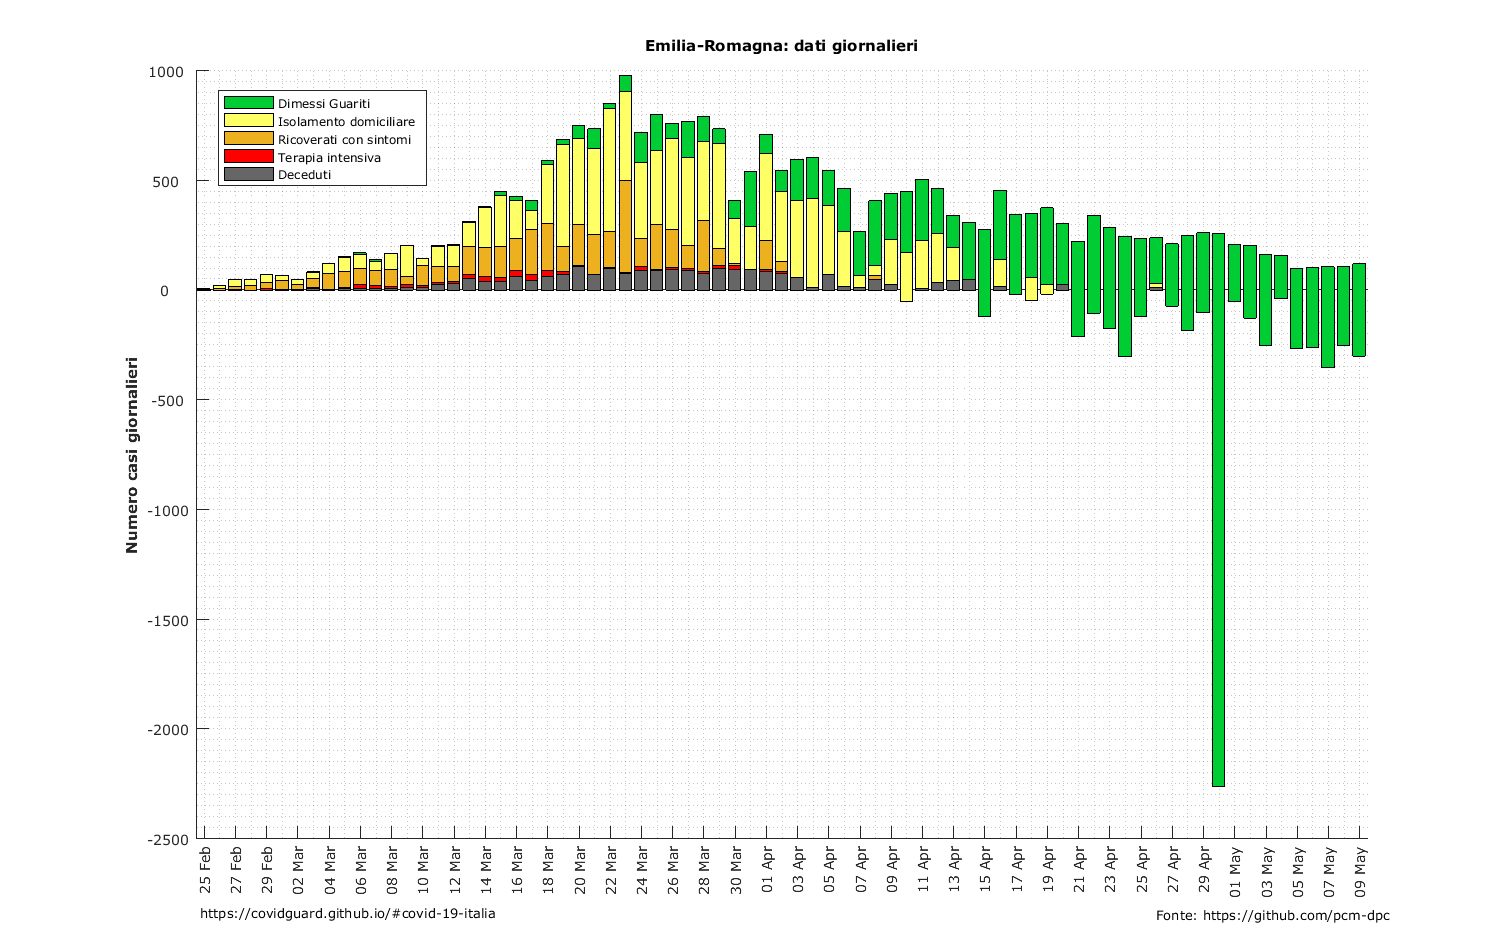 Emilia-Romagna: dati giornalieri
1000
500
0
-500
-1000
-1500
-2000
-2500
Numero casi giornalieri
Dimessi Guariti
Isolamento domiciliare
Ricoverati con sintomi
Terapia intensiva
Deceduti
25 Feb
27 Feb
29 Feb
02 Mar
04 Mar
06 Mar
08 Mar
10 Mar
12 Mar
14 Mar
16 Mar
18 Mar
20 Mar
22 Mar
24 Mar
26 Mar
28 Mar
30 Mar
01 Apr
03 Apr
05 Apr
07 Apr
09 Apr
11 Apr
13 Apr
15 Apr
17 Apr
19 Apr
21 Apr
23 Apr
25 Apr
27 Apr
29 Apr
01 May
03 May
05 May
07 May
09 May
https://covidguard.github.io/#covid-19-italia
Fonte: https://github.com/pcm-dpc